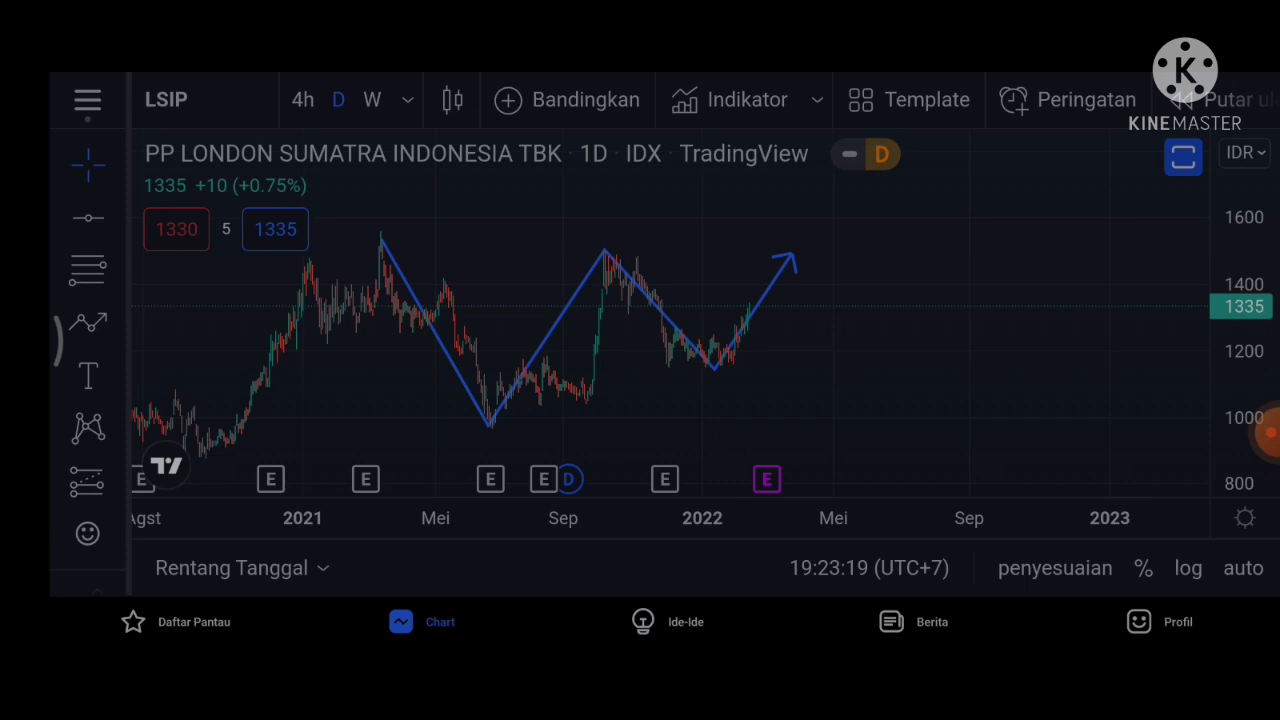 KINEMASTER
LSIP 4h D W Bandingkan Indikator Template Peringatan Putar ul
PP LONDON SUMATRA INDONESIA TBK · 1D · IDX · TradingView D IDR
1335 +10 (+0.75%)
1330 5 1335
1600
1400
1335
1200
1000
800
E E E E E D E E
Agst 2021 Mei Sep 2022 Mei Sep 2023
Rentang Tanggal 19:23:19 (UTC+7) penyesuaian % log auto
Daftar Pantau Chart Ide-Ide Berita Profil